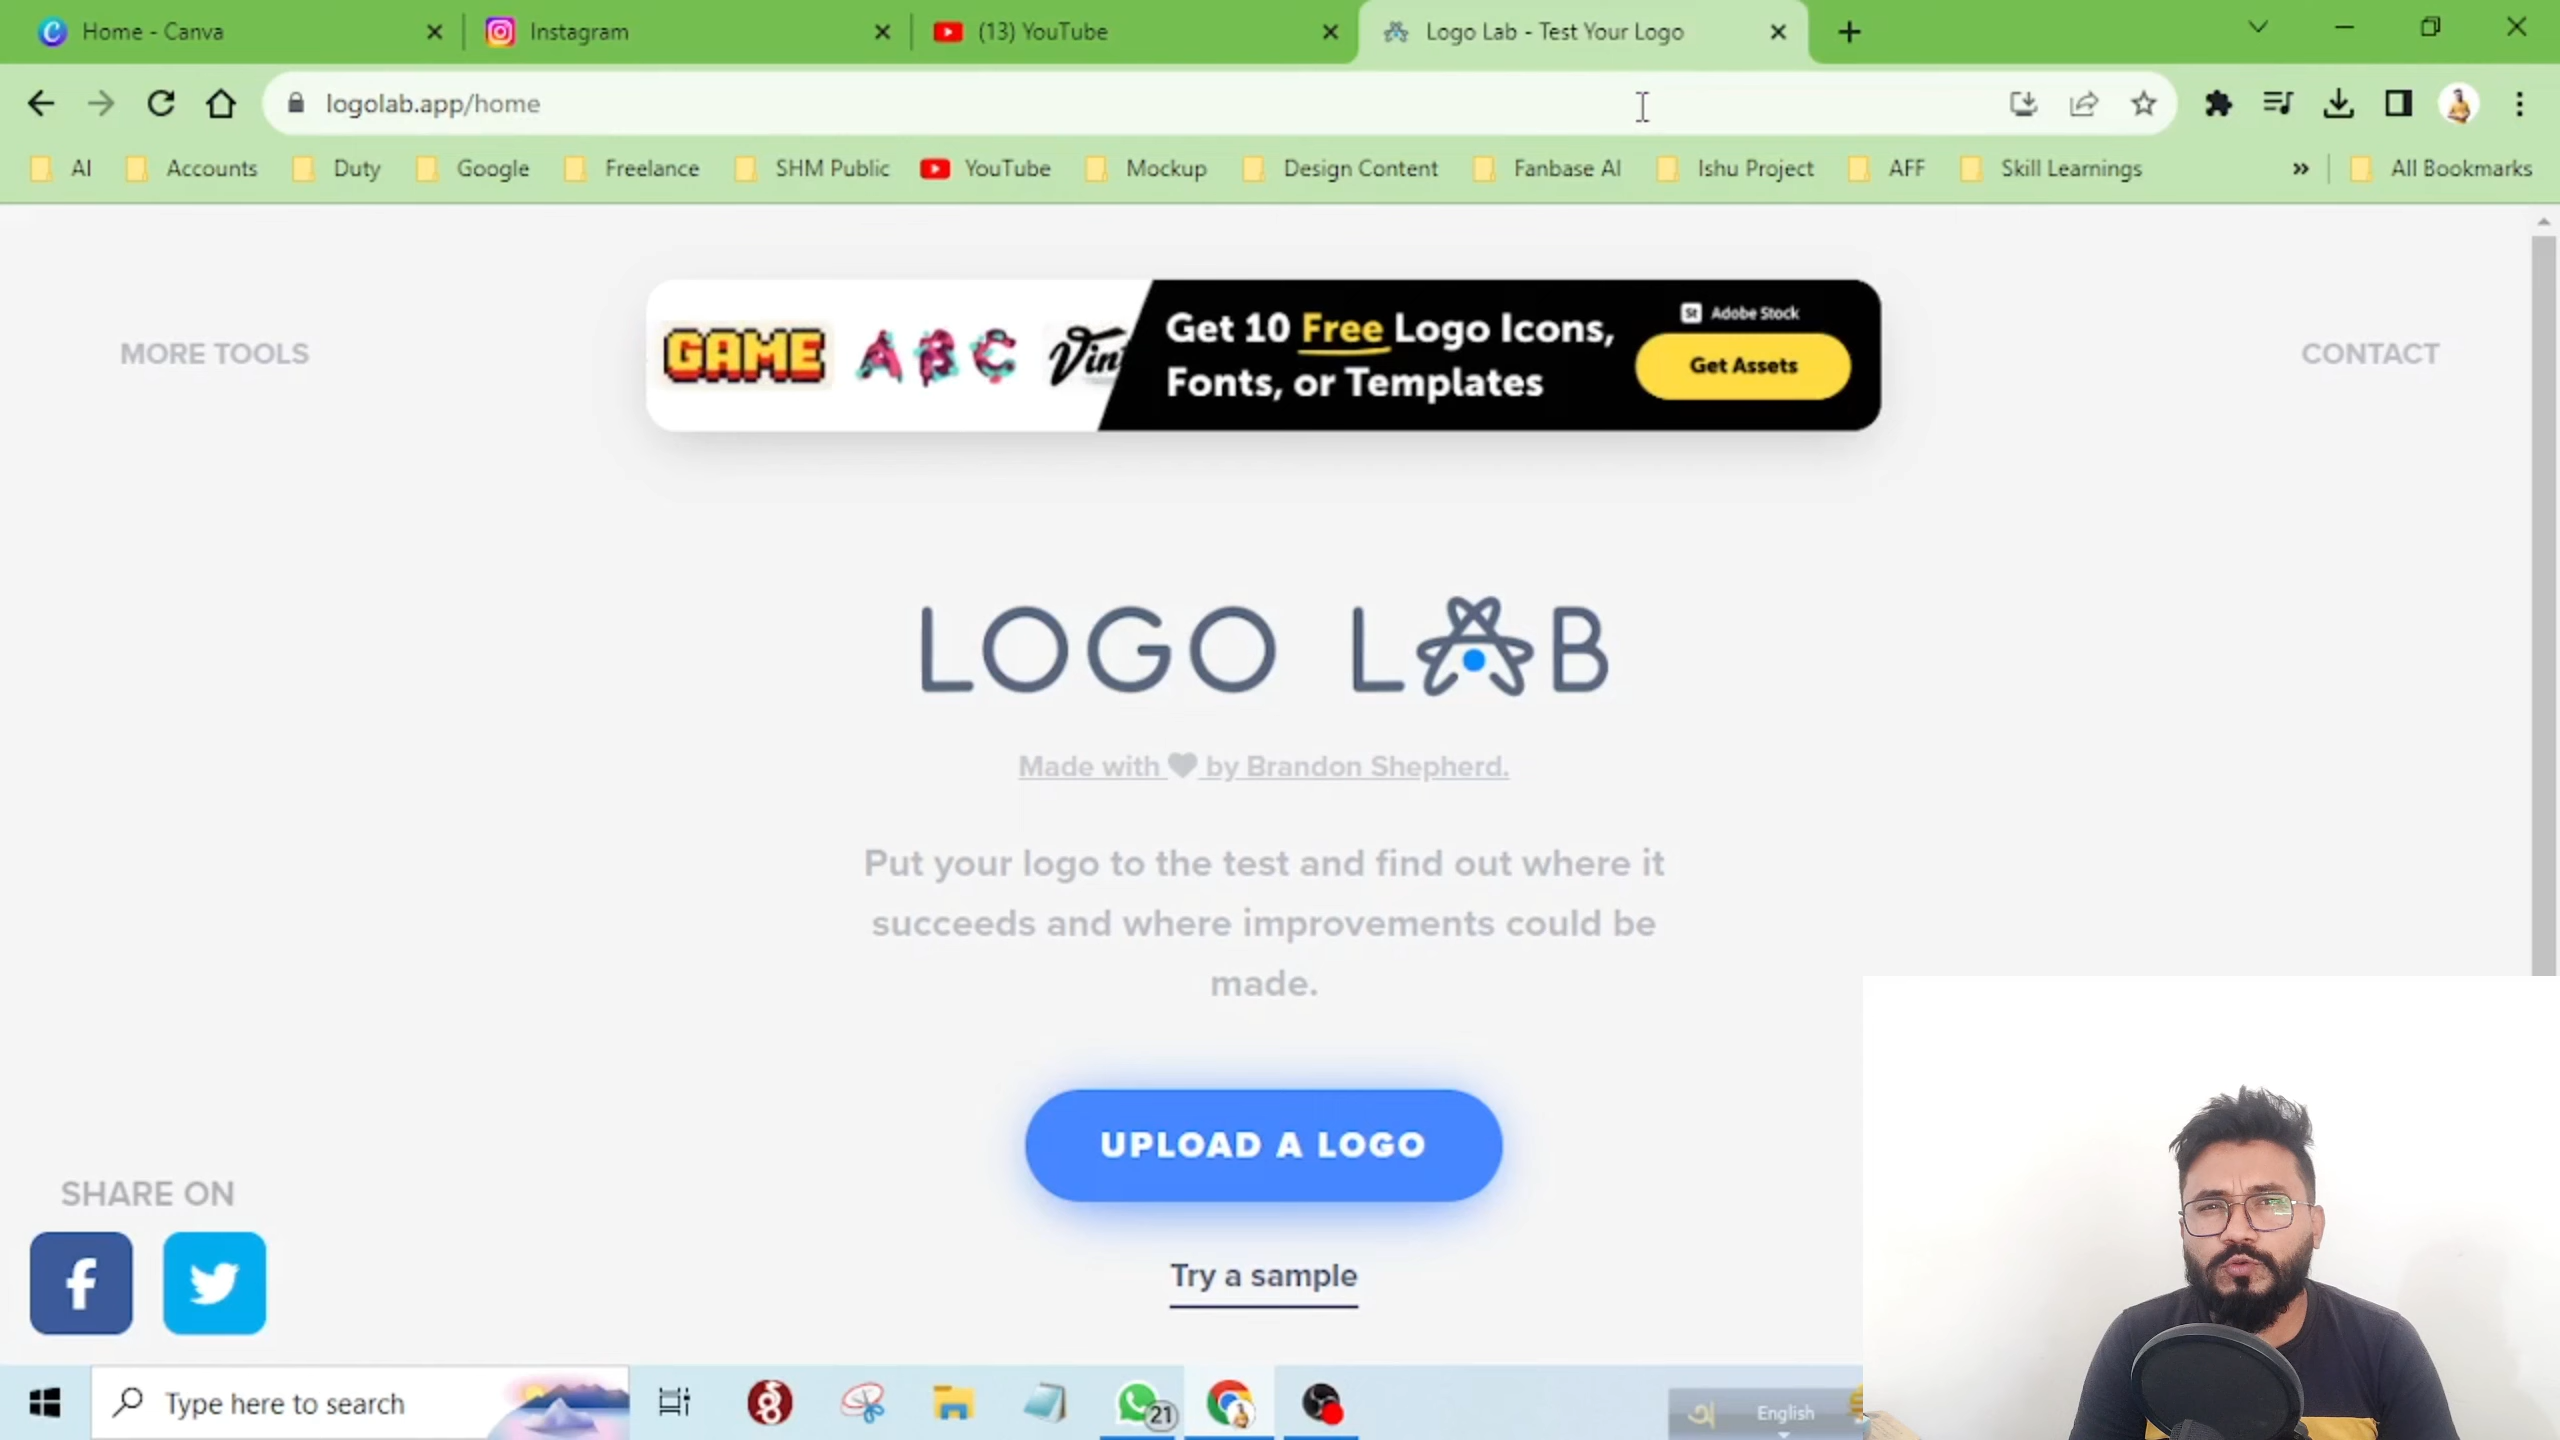 Home - Canva
Instagram
(13) YouTube
Logo Lab - Test Your Logo
logolab.app/home
AI
Accounts
Duty
Google
Freelance
SHM Public
YouTube
Mockup
Design Content
Fanbase AI
Ishu Project
AFF
Skill Learnings
»
All Bookmarks
MORE TOOLS
GAME
ABC
Get 10 Free Logo Icons,
Fonts, or Templates
St Adobe Stock
Get Assets
CONTACT
LOGO LAB
Made with by Brandon Shepherd.
Put your logo to the test and find out where it
succeeds and where improvements could be
made.
UPLOAD A LOGO
Try a sample
SHARE ON
Type here to search
21
অ English